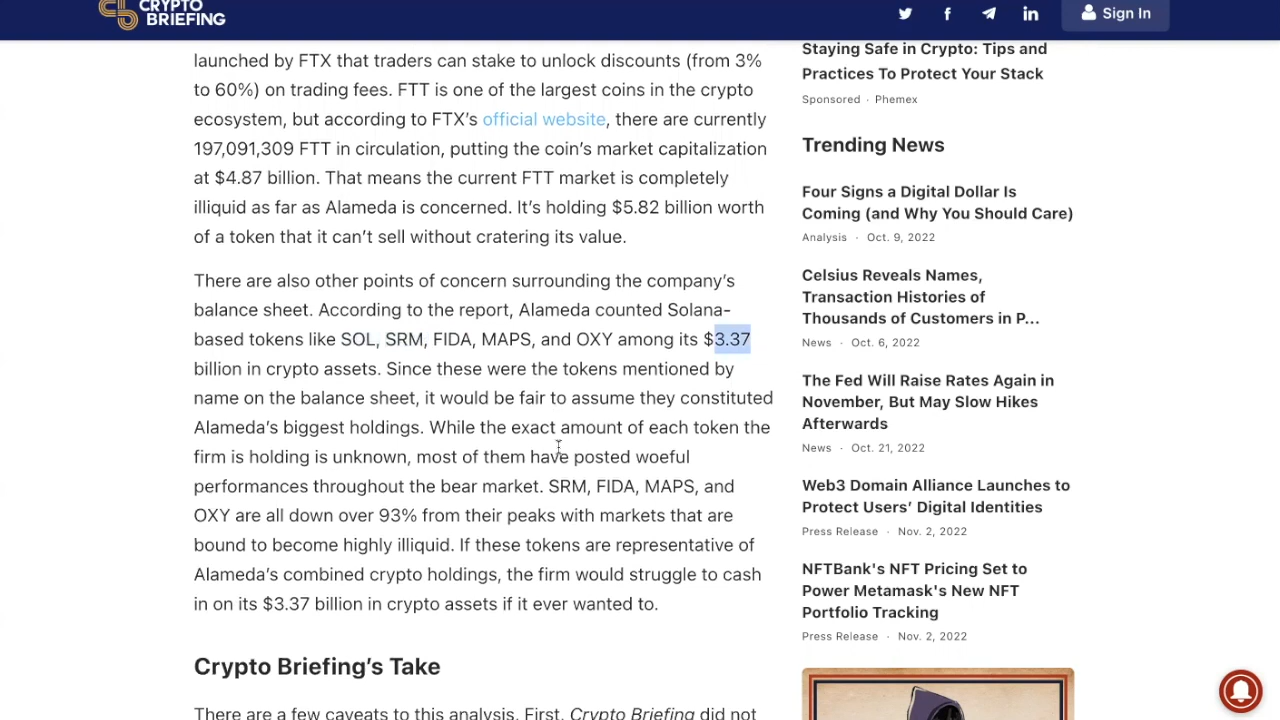 CRYPTO
BRIEFING
Sign In
launched by FTX that traders can stake to unlock discounts (from 3%
to 60%) on trading fees. FTT is one of the largest coins in the crypto
ecosystem, but according to FTX’s official website, there are currently
197,091,309 FTT in circulation, putting the coin’s market capitalization
at $4.87 billion. That means the current FTT market is completely
illiquid as far as Alameda is concerned. It’s holding $5.82 billion worth
of a token that it can’t sell without cratering its value.
There are also other points of concern surrounding the company’s
balance sheet. According to the report, Alameda counted Solana-
based tokens like SOL, SRM, FIDA, MAPS, and OXY among its $3.37
billion in crypto assets. Since these were the tokens mentioned by
name on the balance sheet, it would be fair to assume they constituted
Alameda’s biggest holdings. While the exact amount of each token the
firm is holding is unknown, most of them have posted woeful
performances throughout the bear market. SRM, FIDA, MAPS, and
OXY are all down over 93% from their peaks with markets that are
bound to become highly illiquid. If these tokens are representative of
Alameda’s combined crypto holdings, the firm would struggle to cash
in on its $3.37 billion in crypto assets if it ever wanted to.
Crypto Briefing’s Take
There are a few caveats to this analysis. First, Crypto Briefing did not
Staying Safe in Crypto: Tips and
Practices To Protect Your Stack
Sponsored · Phemex
Trending News
Four Signs a Digital Dollar Is
Coming (and Why You Should Care)
Analysis · Oct. 9, 2022
Celsius Reveals Names,
Transaction Histories of
Thousands of Customers in P...
News · Oct. 6, 2022
The Fed Will Raise Rates Again in
November, But May Slow Hikes
Afterwards
News · Oct. 21, 2022
Web3 Domain Alliance Launches to
Protect Users’ Digital Identities
Press Release · Nov. 2, 2022
NFTBank's NFT Pricing Set to
Power Metamask's New NFT
Portfolio Tracking
Press Release · Nov. 2, 2022